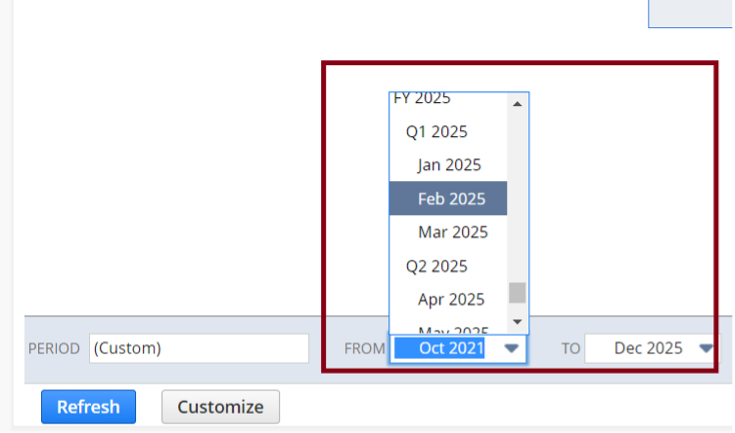 FY 2025
Q1 2025
Jan 2025
Feb 2025
Mar 2025
Q2 2025
Apr 2025
May 2025
PERIOD (Custom) FROM Oct 2021 TO Dec 2025
Refresh Customize